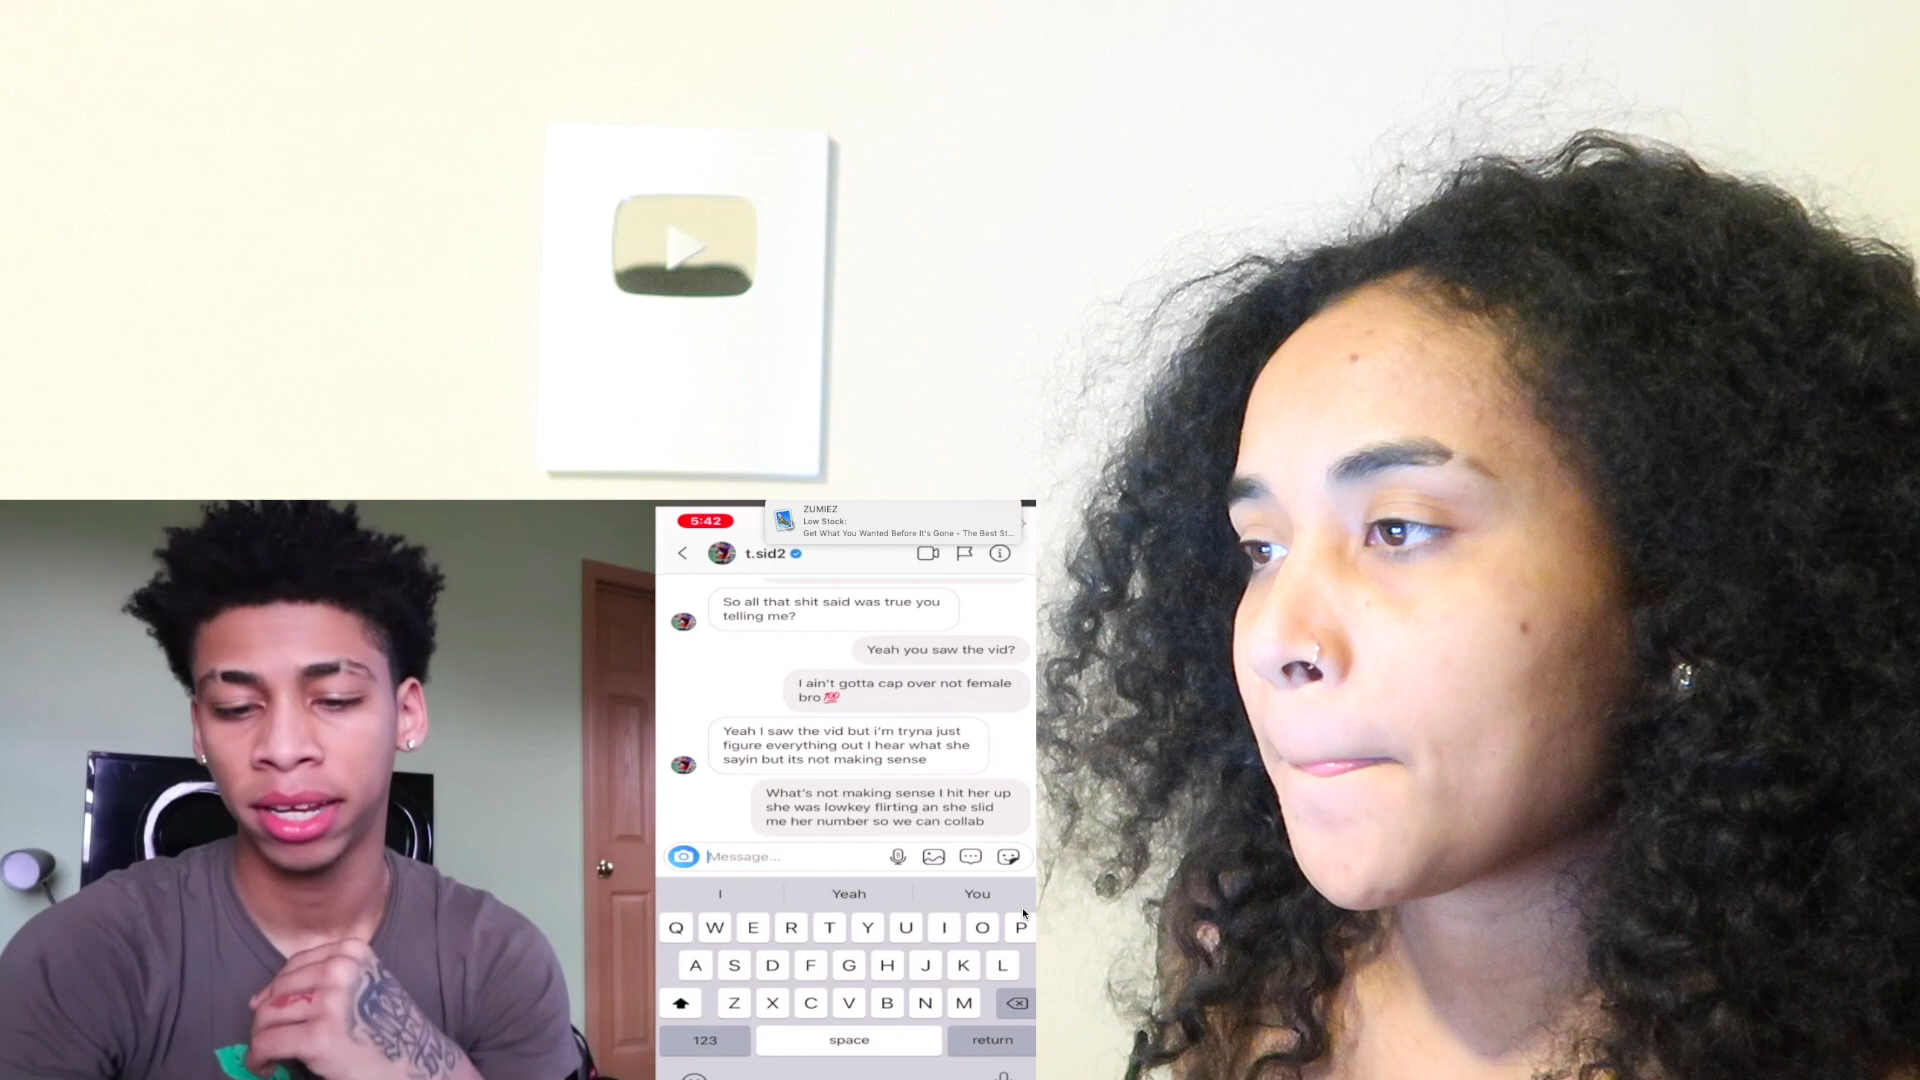 ZUMIEZ
Low Stock:
Get What You Wanted Before It's Gone - The Best St...
5:42
t.sid2
So all that shit said was true you
telling me?
Yeah you saw the vid?
I ain't gotta cap over not female
bro 💯
Yeah I saw the vid but i'm tryna just
figure everything out I hear what she
sayin but its not making sense
What's not making sense I hit her up
she was lowkey flirting an she slid
me her number so we can collab
Message...
I Yeah You
Q W E R T Y U I O P
A S D F G H J K L
Z X C V B N M
123 space return